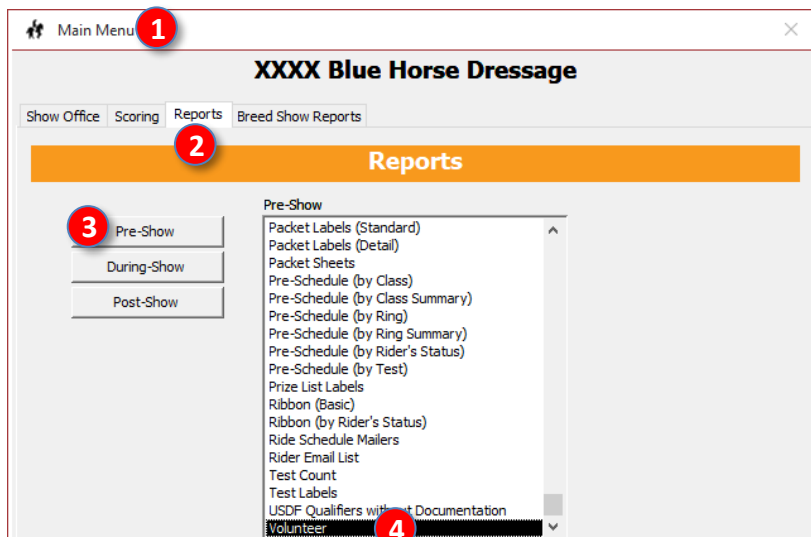 Main Menu 1
XXXX Blue Horse Dressage
Show Office Scoring Reports Breed Show Reports
2
Reports
Pre-Show
3 Pre-Show
During-Show
Post-Show
Packet Labels (Standard)
Packet Labels (Detail)
Packet Sheets
Pre-Schedule (by Class)
Pre-Schedule (by Class Summary)
Pre-Schedule (by Ring)
Pre-Schedule (by Ring Summary)
Pre-Schedule (by Rider's Status)
Pre-Schedule (by Test)
Prize List Labels
Ribbon (Basic)
Ribbon (by Rider's Status)
Ride Schedule Mailers
Rider Email List
Test Count
Test Labels
USDF Qualifiers without Documentation
Volunteer 4